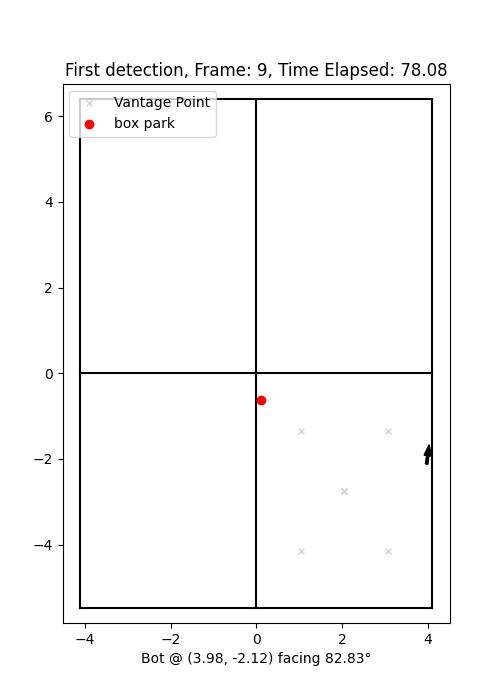 First detection, Frame: 9, Time Elapsed: 78.08
Vantage Point
box park
6
4
2
0
−2
−4
−4
−2
0
2
4
Bot @ (3.98, -2.12) facing 82.83°